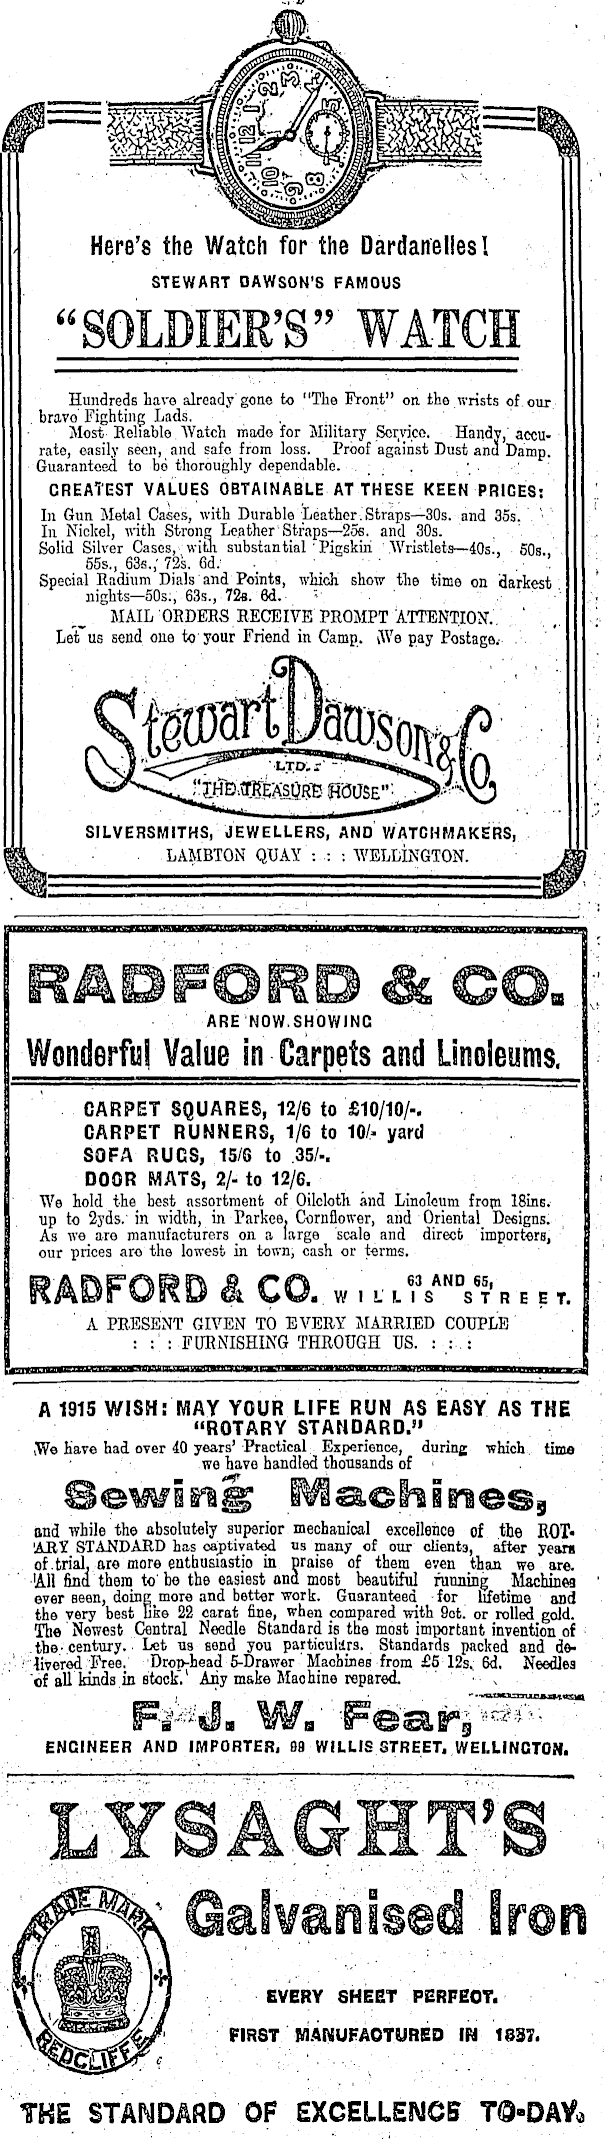 12 1 2 3 4 5
11 10 9 8
Here's the Watch for the Dardanelles!
STEWART DAWSON'S FAMOUS
"SOLDIER'S" WATCH
Hundreds have already gone to "The Front" on the wrists of our
brave Fighting Lads.
Most Reliable Watch made for Military Service. Handy, accu-
rate, easily seen, and safe from loss. Proof against Dust and Damp.
Guaranteed to be thoroughly dependable.
GREATEST VALUES OBTAINABLE AT THESE KEEN PRICES:
In Gun Metal Cases, with Durable Leather Straps—30s. and 35s.
In Nickel, with Strong Leather Straps—25s. and 30s.
Solid Silver Cases, with substantial Pigskin Wristlets—40s., 50s.,
55s., 63s., 72s. 6d.
Special Radium Dials and Points, which show the time on darkest
nights—50s., 63s., 72s. 6d.
MAIL ORDERS RECEIVE PROMPT ATTENTION.
Let us send one to your Friend in Camp. We pay Postage.
Stewart Dawson & Co.
LTD.
"THE TREASURE HOUSE"
SILVERSMITHS, JEWELLERS, AND WATCHMAKERS,
LAMBTON QUAY : : : WELLINGTON.
RADFORD & CO.
ARE NOW SHOWING
Wonderful Value in Carpets and Linoleums.
CARPET SQUARES, 12/6 to £10/10/-.
CARPET RUNNERS, 1/6 to 10/- yard
SOFA RUGS, 15/6 to 35/-.
DOOR MATS, 2/- to 12/6.
We hold the best assortment of Oilcloth and Linoleum from 18ins.
up to 2yds. in width, in Parkee, Cornflower, and Oriental Designs.
As we are manufacturers on a large scale and direct importers,
our prices are the lowest in town, cash or terms.
RADFORD & CO. 63 AND 65, WILLIS STREET.
A PRESENT GIVEN TO EVERY MARRIED COUPLE
: : : FURNISHING THROUGH US. : : :
A 1915 WISH: MAY YOUR LIFE RUN AS EASY AS THE
"ROTARY STANDARD."
We have had over 40 years' Practical Experience, during which time
we have handled thousands of
Sewing Machines,
and while the absolutely superior mechanical excellence of the ROT-
ARY STANDARD has captivated us many of our clients, after years
of trial, are more enthusiastic in praise of them even than we are.
All find them to be the easiest and most beautiful running Machines
ever seen, doing more and better work. Guaranteed for lifetime and
the very best like 22 carat fine, when compared with 9ct. or rolled gold.
The Newest Central Needle Standard is the most important invention of
the century. Let us send you particulars. Standards packed and de-
livered Free. Drop-head 5-Drawer Machines from £5 12s. 6d. Needles
of all kinds in stock. Any make Machine repared.
F. J. W. Fear,
ENGINEER AND IMPORTER, 99 WILLIS STREET, WELLINGTON.
LYSAGHT'S
Galvanised Iron
TRADE MARK
REDCLIFFE
EVERY SHEET PERFECT.
FIRST MANUFACTURED IN 1837.
THE STANDARD OF EXCELLENCE TO-DAY.